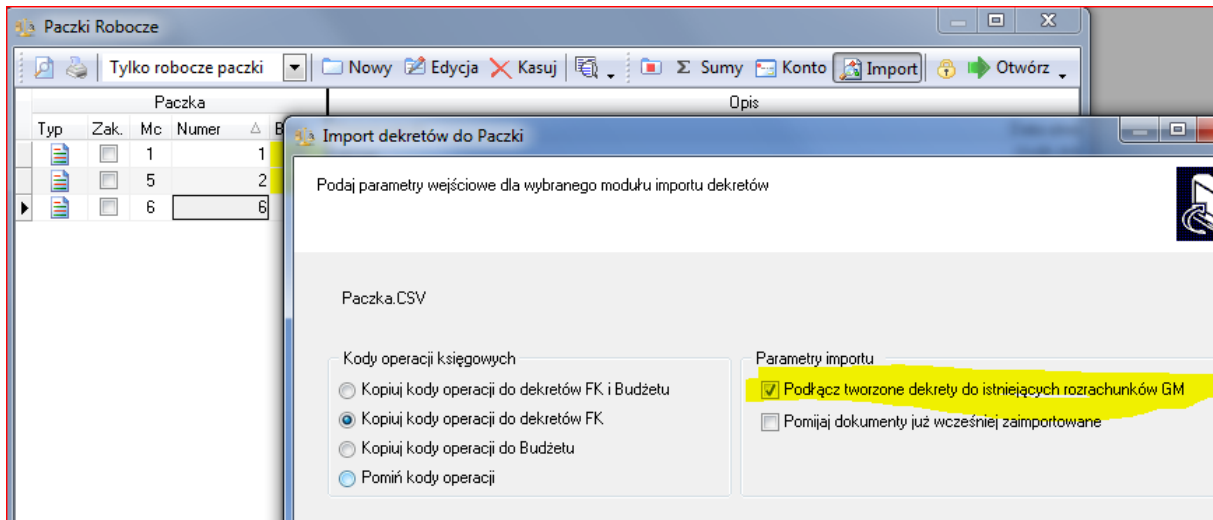 Paczki Robocze
Tylko robocze paczki Nowy Edycja Kasuj Σ Sumy Konto Import Otwórz
Paczka Opis
Typ Zak. Mc Numer
1 1
5 2
6 6
Import dekretów do Paczki
Podaj parametry wejściowe dla wybranego modułu importu dekretów
Paczka.CSV
Kody operacji księgowych
Kopiuj kody operacji do dekretów FK i Budżetu
Kopiuj kody operacji do dekretów FK
Kopiuj kody operacji do Budżetu
Pomiń kody operacji
Parametry importu
Podłącz tworzone dekrety do istniejących rozrachunków GM
Pomijaj dokumenty już wcześniej zaimportowane